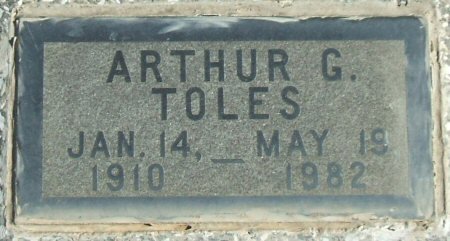 ARTHUR G.
TOLES
JAN. 14, _ MAY 19
1910 1982